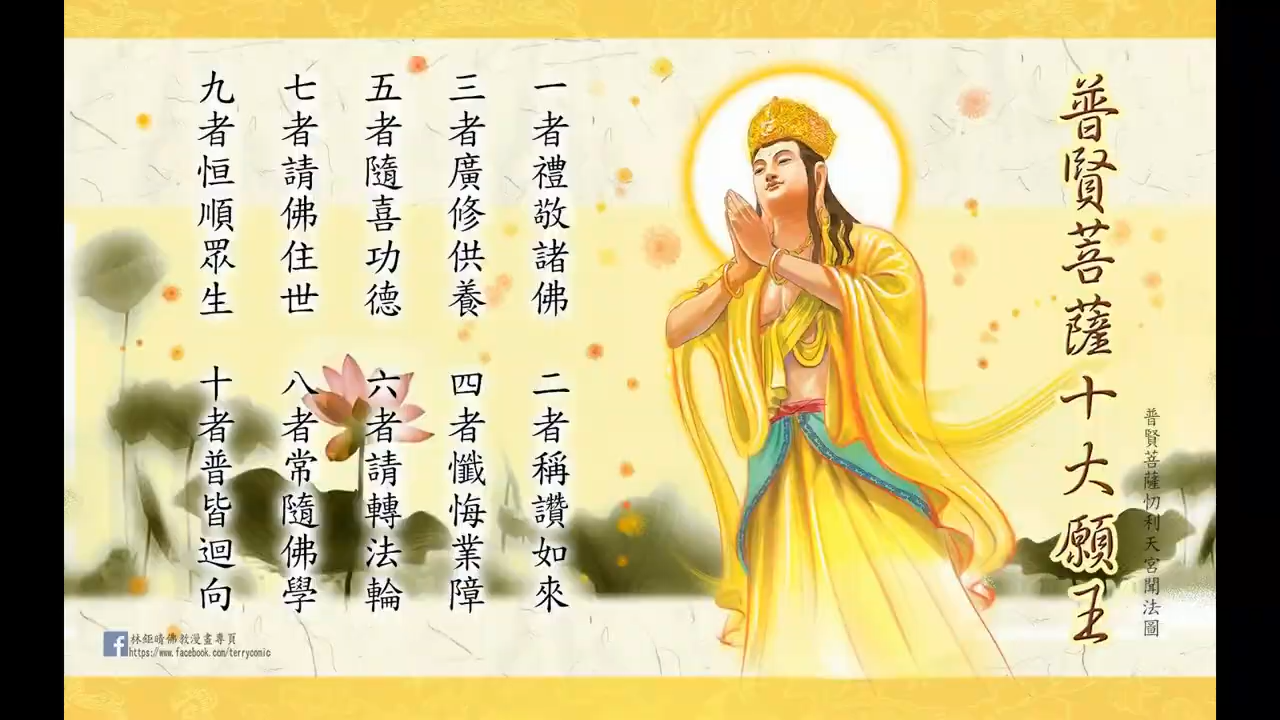 普賢菩薩十大願王
普賢菩薩忉利天宮聞法圖
一者禮敬諸佛
二者稱讚如來
三者廣修供養
四者懺悔業障
五者隨喜功德
六者請轉法輪
七者請佛住世
八者常隨佛學
九者恒順眾生
十者普皆迴向
林鉅晴佛教漫畫專頁
https://www.facebook.com/terrycomic